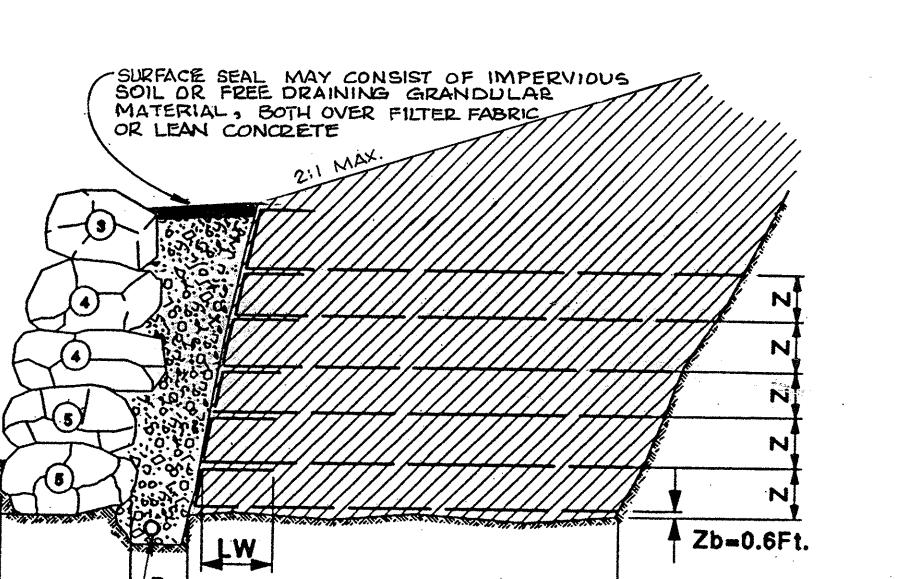 SURFACE SEAL MAY CONSIST OF IMPERVIOUS
SOIL OR FREE DRAINING GRANDULAR
MATERIAL, BOTH OVER FILTER FABRIC
OR LEAN CONCRETE
2:1 MAX.
3
4
4
5
5
Z
Z
Z
Z
Z
LW
Zb=0.6Ft.